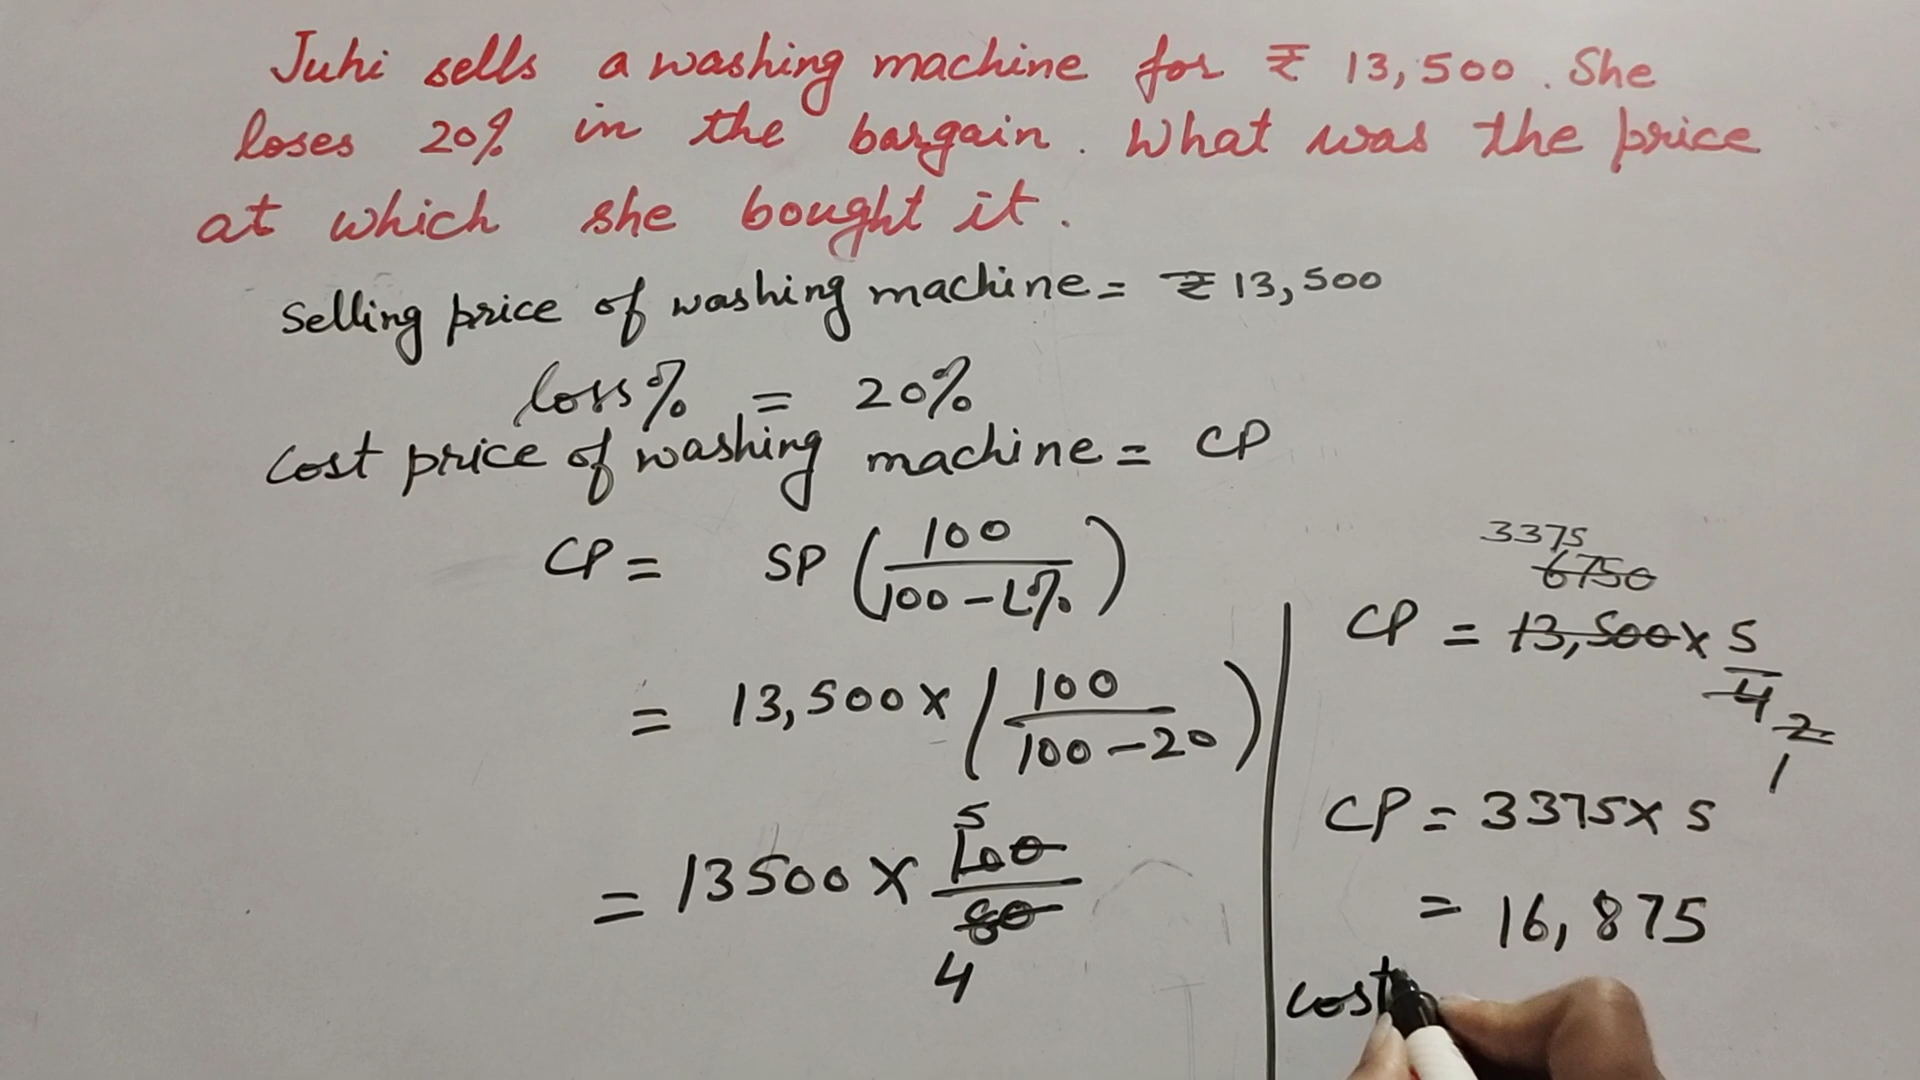 Juhi sells a washing machine for ₹ 13,500. She
loses 20% in the bargain. What was the price
at which she bought it.
Selling price of washing machine = ₹ 13,500
loss% = 20%
Cost price of washing machine = CP
CP = SP (100/100-L%)
= 13,500 x (100/100-20)
5
= 13500 x 100/80
4
3375
6750
CP = 13,500 x 5/4
2
1
CP = 3375 x 5
= 16,875
cost